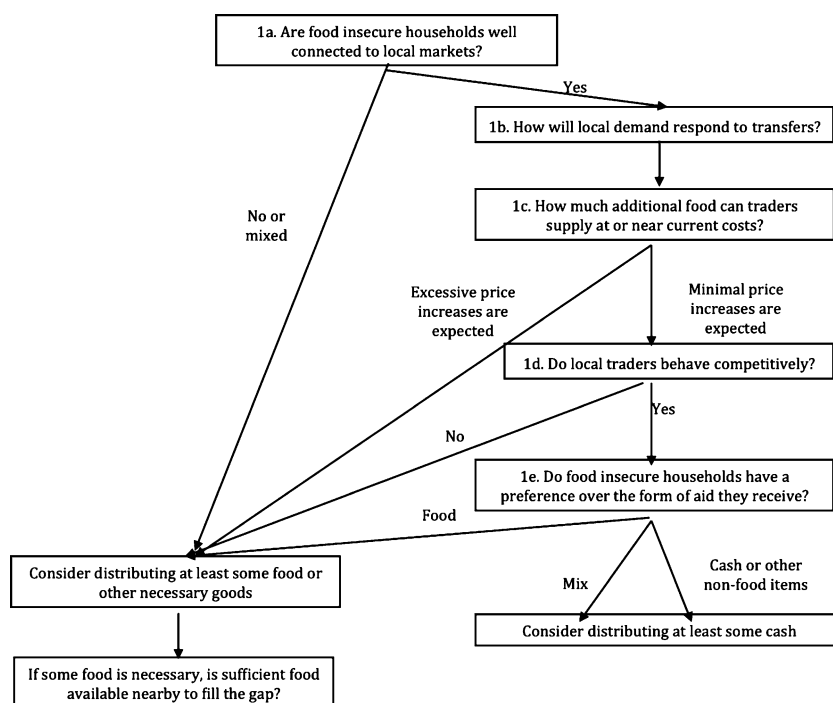 1a. Are food insecure households well
connected to local markets?
Yes
1b. How will local demand respond to transfers?
1c. How much additional food can traders
supply at or near current costs?
No or
mixed
Excessive price
increases are
expected
Minimal price
increases are
expected
1d. Do local traders behave competitively?
Yes
No
1e. Do food insecure households have a
preference over the form of aid they receive?
Food
Consider distributing at least some food or
other necessary goods
Mix
Cash or other
non-food items
Consider distributing at least some cash
If some food is necessary, is sufficient food
available nearby to fill the gap?